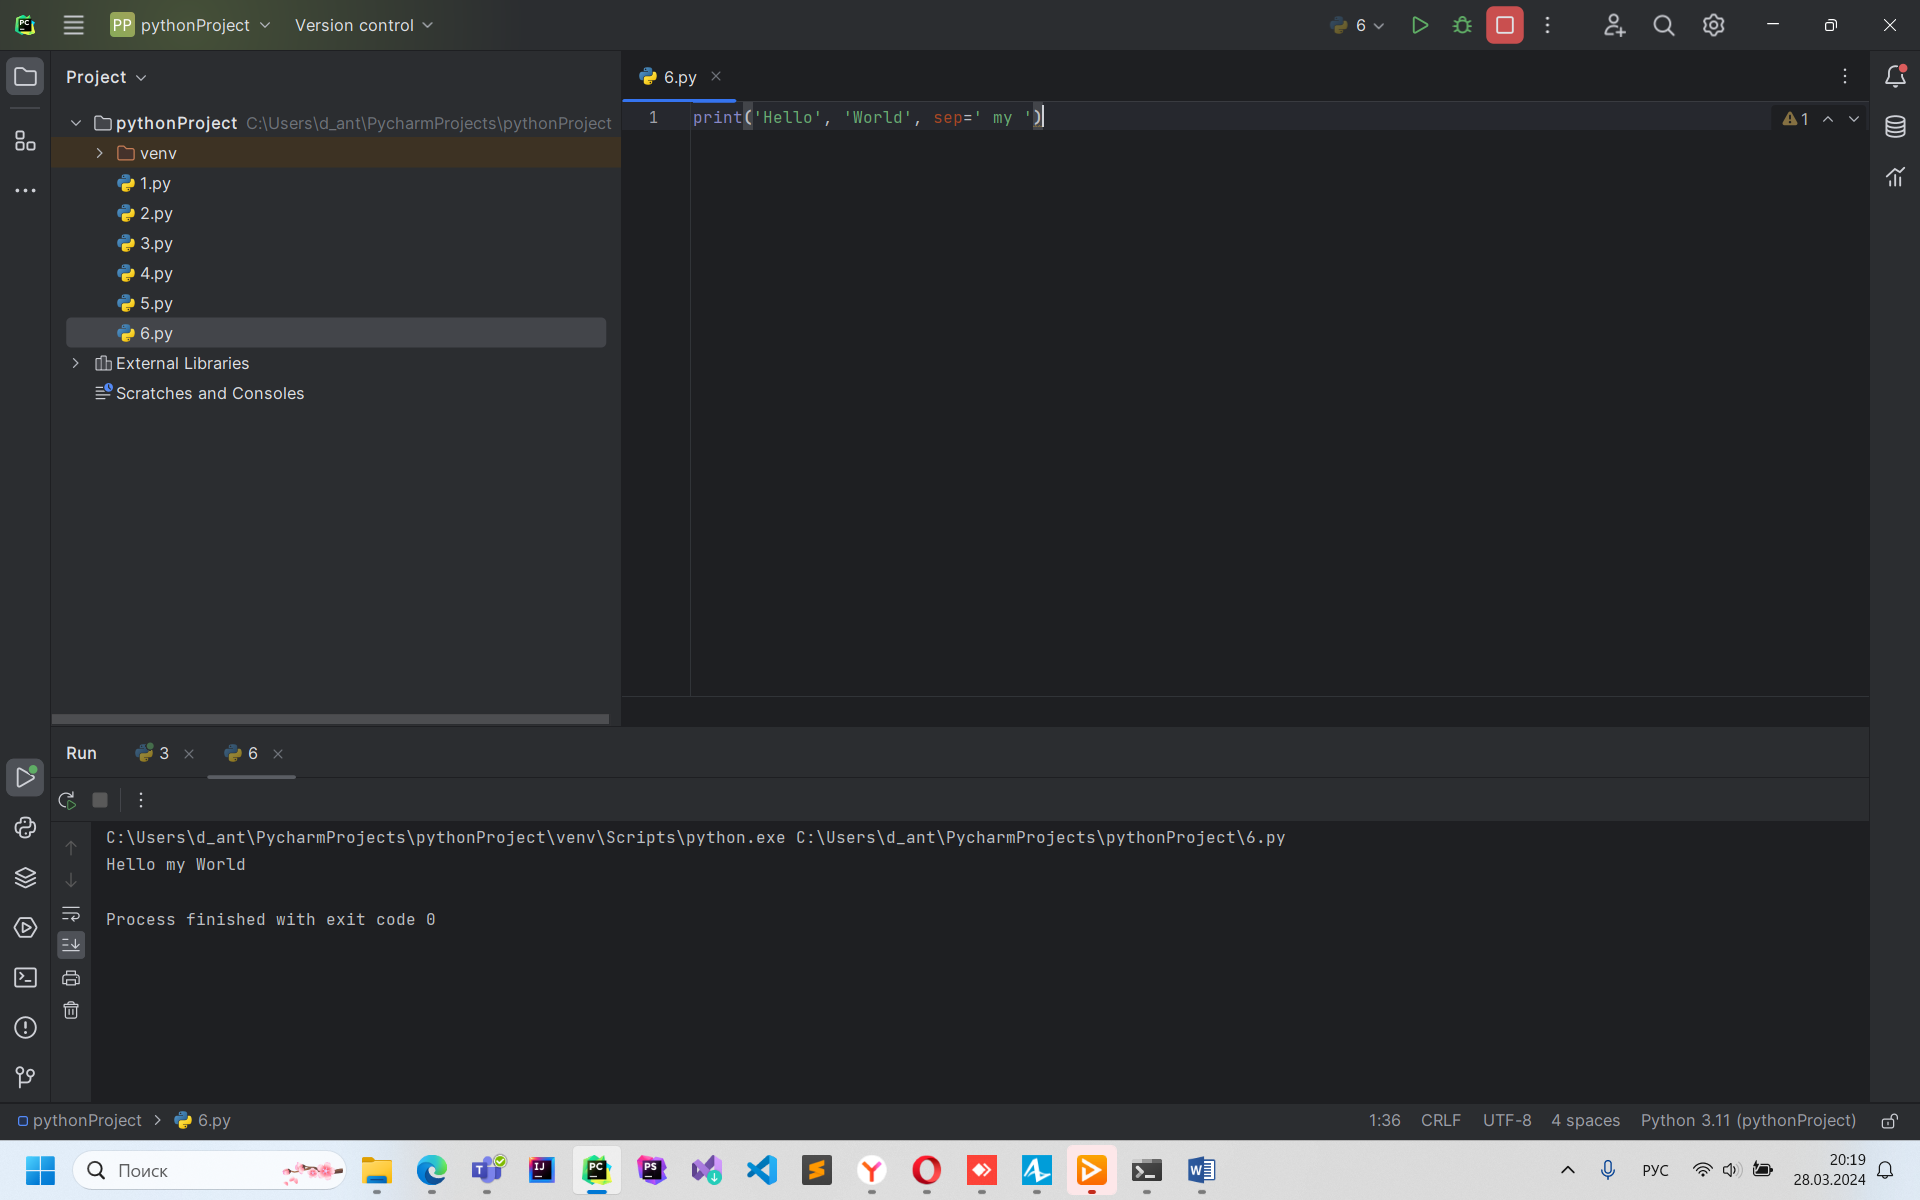 PP pythonProject Version control 6
Project
6.py
pythonProject C:\Users\d_ant\PycharmProjects\pythonProject
venv
1.py
2.py
3.py
4.py
5.py
6.py
External Libraries
Scratches and Consoles
1 print('Hello', 'World', sep=' my ')
1
Run 3 6
C:\Users\d_ant\PycharmProjects\pythonProject\venv\Scripts\python.exe C:\Users\d_ant\PycharmProjects\pythonProject\6.py
Hello my World
Process finished with exit code 0
pythonProject 6.py
1:36 CRLF UTF-8 4 spaces Python 3.11 (pythonProject)
Поиск
РУС
20:19
28.03.2024